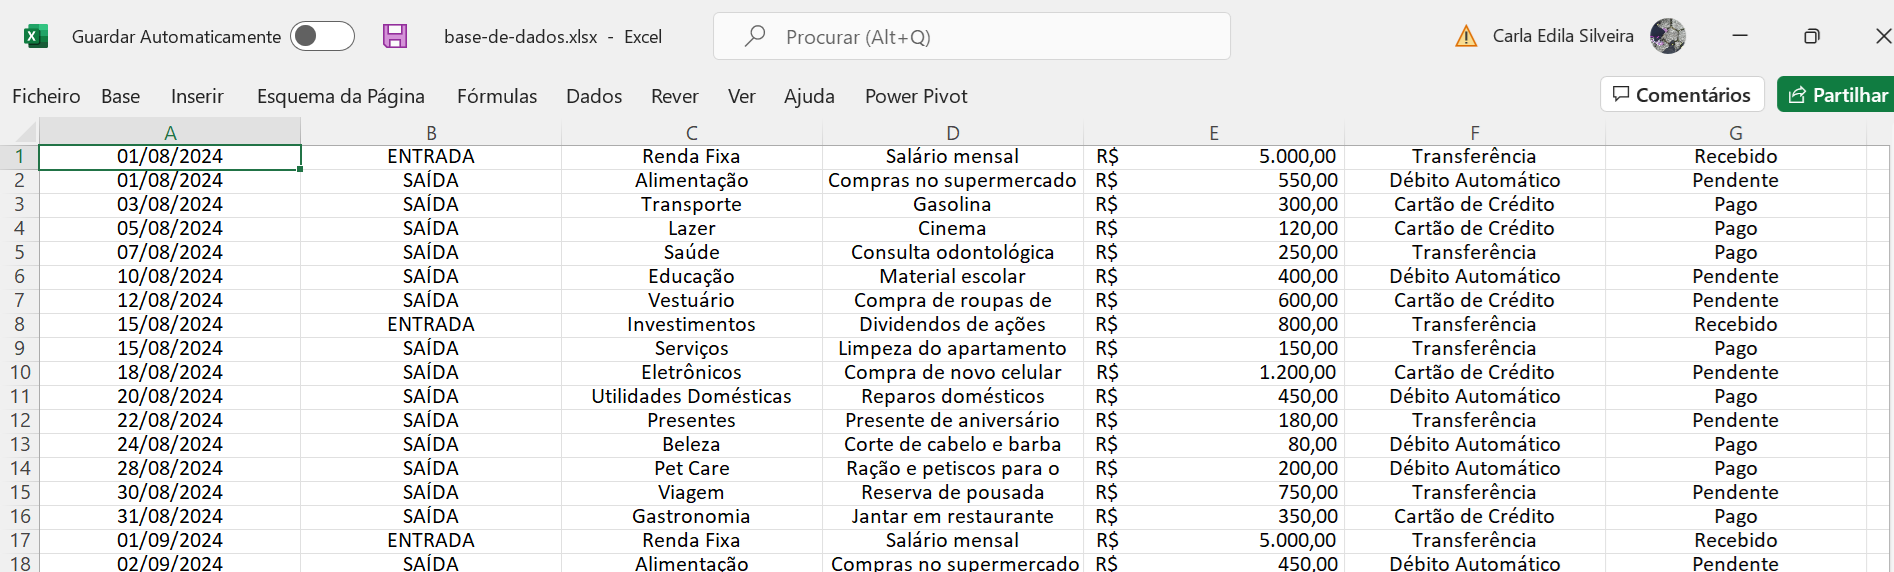 Guardar Automaticamente base-de-dados.xlsx - Excel Procurar (Alt+Q) Carla Edila Silveira
Ficheiro Base Inserir Esquema da Página Fórmulas Dados Rever Ver Ajuda Power Pivot Comentários Partilhar
A B C D E F G
1 01/08/2024 ENTRADA Renda Fixa Salário mensal R$ 5.000,00 Transferência Recebido
2 01/08/2024 SAÍDA Alimentação Compras no supermercado R$ 550,00 Débito Automático Pendente
3 03/08/2024 SAÍDA Transporte Gasolina R$ 300,00 Cartão de Crédito Pago
4 05/08/2024 SAÍDA Lazer Cinema R$ 120,00 Cartão de Crédito Pago
5 07/08/2024 SAÍDA Saúde Consulta odontológica R$ 250,00 Transferência Pago
6 10/08/2024 SAÍDA Educação Material escolar R$ 400,00 Débito Automático Pendente
7 12/08/2024 SAÍDA Vestuário Compra de roupas de R$ 600,00 Cartão de Crédito Pendente
8 15/08/2024 ENTRADA Investimentos Dividendos de ações R$ 800,00 Transferência Recebido
9 15/08/2024 SAÍDA Serviços Limpeza do apartamento R$ 150,00 Transferência Pago
10 18/08/2024 SAÍDA Eletrônicos Compra de novo celular R$ 1.200,00 Cartão de Crédito Pendente
11 20/08/2024 SAÍDA Utilidades Domésticas Reparos domésticos R$ 450,00 Débito Automático Pago
12 22/08/2024 SAÍDA Presentes Presente de aniversário R$ 180,00 Transferência Pendente
13 24/08/2024 SAÍDA Beleza Corte de cabelo e barba R$ 80,00 Débito Automático Pago
14 28/08/2024 SAÍDA Pet Care Ração e petiscos para o R$ 200,00 Débito Automático Pago
15 30/08/2024 SAÍDA Viagem Reserva de pousada R$ 750,00 Transferência Pendente
16 31/08/2024 SAÍDA Gastronomia Jantar em restaurante R$ 350,00 Cartão de Crédito Pago
17 01/09/2024 ENTRADA Renda Fixa Salário mensal R$ 5.000,00 Transferência Recebido
18 02/09/2024 SAÍDA Alimentação Compras no supermercado R$ 450,00 Débito Automático Pendente